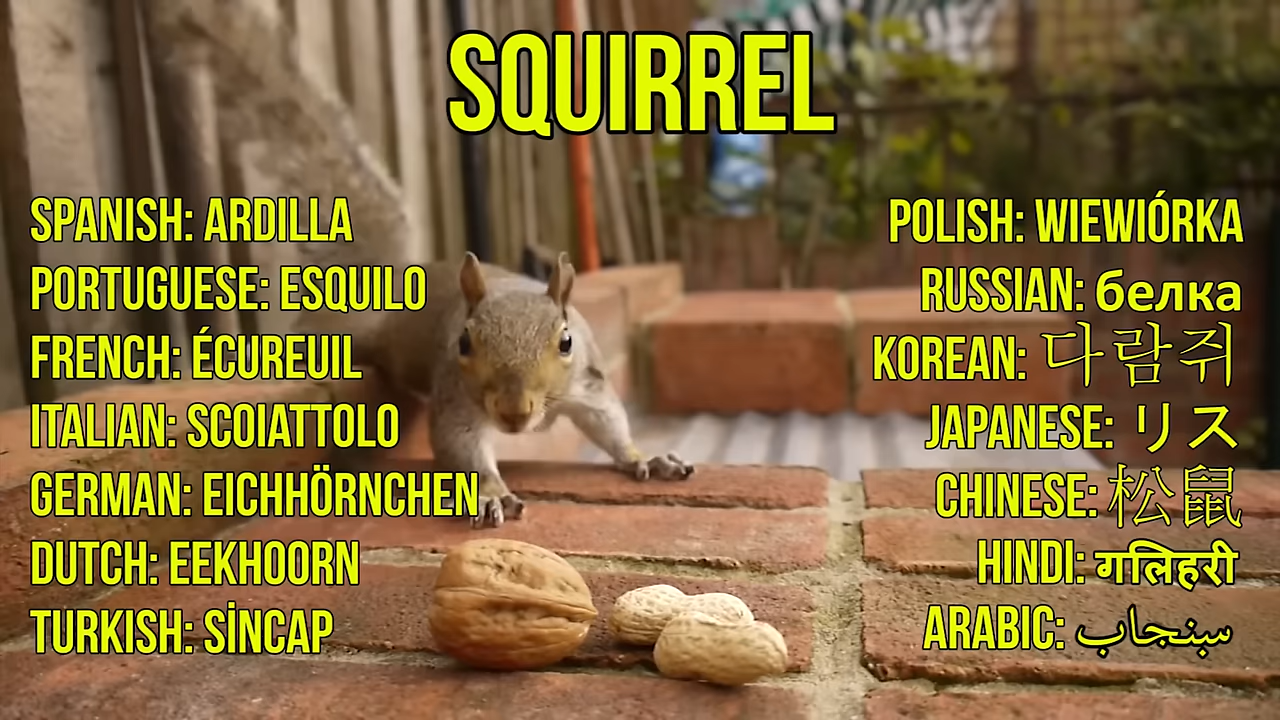 SQUIRREL
SPANISH: ARDILLA
PORTUGUESE: ESQUILO
FRENCH: ÉCUREUIL
ITALIAN: SCOIATTOLO
GERMAN: EICHHÖRNCHEN
DUTCH: EEKHOORN
TURKISH: SİNCAP
POLISH: WIEWIÓRKA
RUSSIAN: белка
KOREAN: 다람쥐
JAPANESE: リス
CHINESE: 松鼠
HINDI: गलिहरी
ARABIC: سنجاب